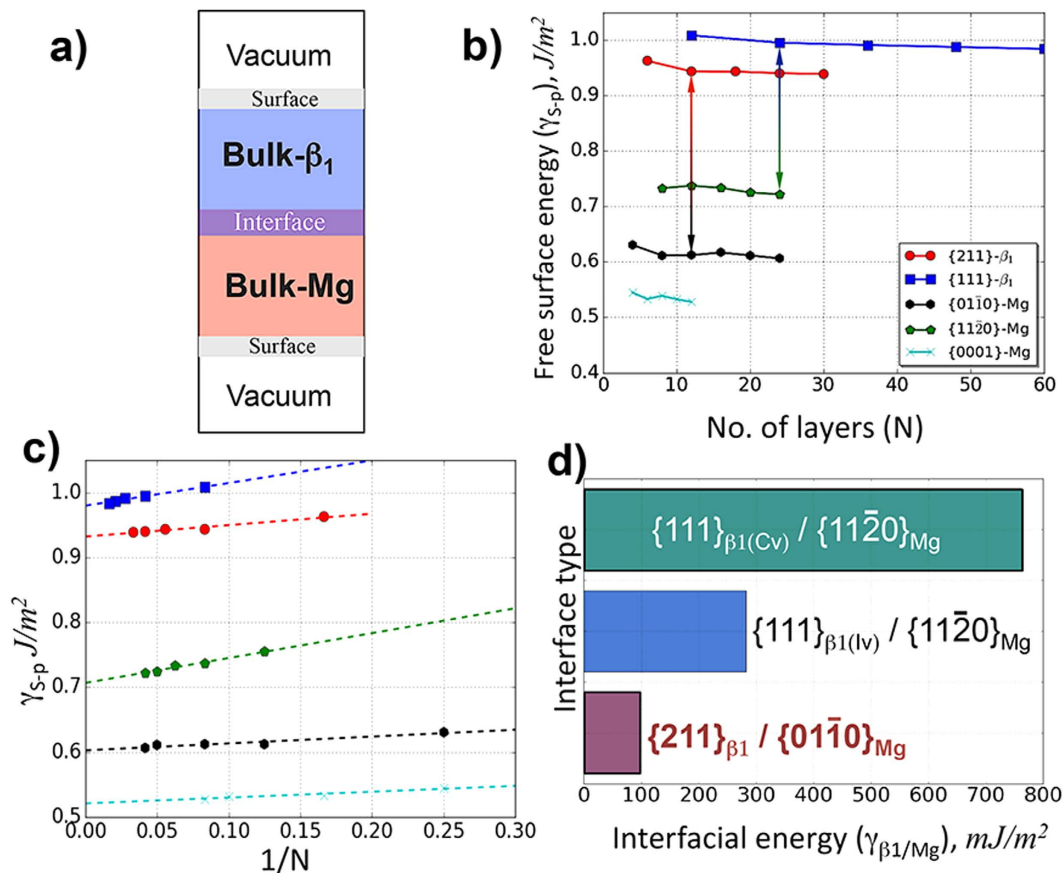 a)
Vacuum
Surface
Bulk-β₁
Interface
Bulk-Mg
Surface
Vacuum
b)
Free surface energy (γ_S-p), J/m²
1.0
0.9
0.8
0.7
0.6
0.5
0.4
0 10 20 30 40 50 60
No. of layers (N)
{211}-β₁
{111}-β₁
{011̄0}-Mg
{112̄0}-Mg
{0001}-Mg
c)
γ_S-p J/m²
1.0
0.9
0.8
0.7
0.6
0.5
0.00 0.05 0.10 0.15 0.20 0.25 0.30
1/N
d)
Interface type
{111}β1(Cv) / {112̄0}Mg
{111}β1(Iv) / {112̄0}Mg
{211}β1 / {011̄0}Mg
0 100 200 300 400 500 600 700 800
Interfacial energy (γβ1/Mg), mJ/m²